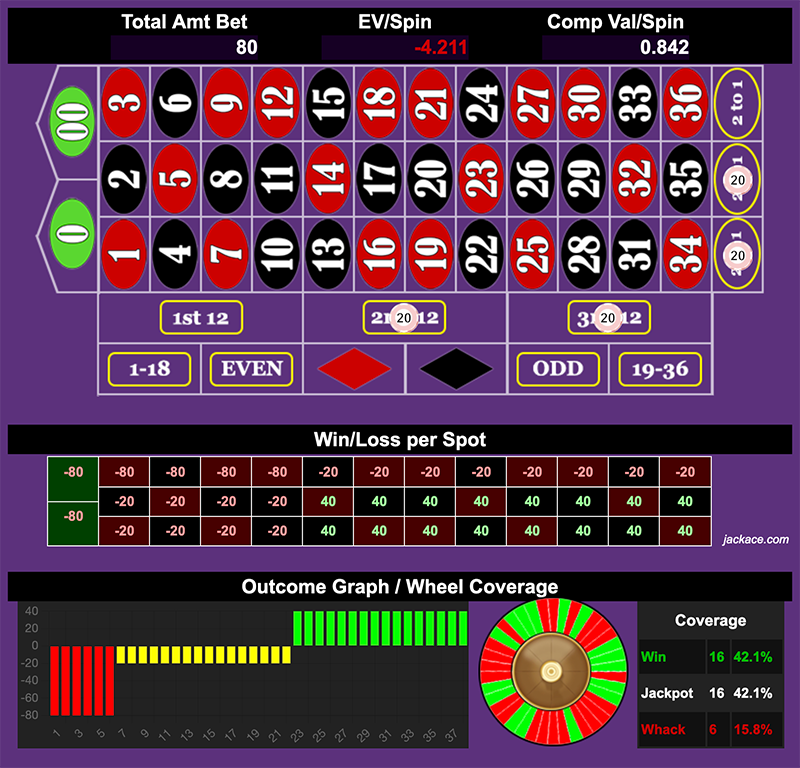 Total Amt Bet EV/Spin Comp Val/Spin
80 -4.211 0.842
00 3 6 9 12 15 18 21 24 27 30 33 36 2 to 1
0 2 5 8 11 14 17 20 23 26 29 32 35 20
1 4 7 10 13 16 19 22 25 28 31 34 20
1st 12 20 12 20 12
1-18 EVEN ODD 19-36
Win/Loss per Spot
-80 -80 -80 -80 -80 -20 -20 -20 -20 -20 -20 -20 -20
-80 -20 -20 -20 -20 40 40 40 40 40 40 40 40
-20 -20 -20 -20 40 40 40 40 40 40 40 40
jackace.com
Outcome Graph / Wheel Coverage
40
20
0
-20
-40
-60
-80
1 3 5 7 9 11 13 15 17 19 21 23 25 27 29 31 33 35 37
Coverage
Win 16 42.1%
Jackpot 16 42.1%
Whack 6 15.8%